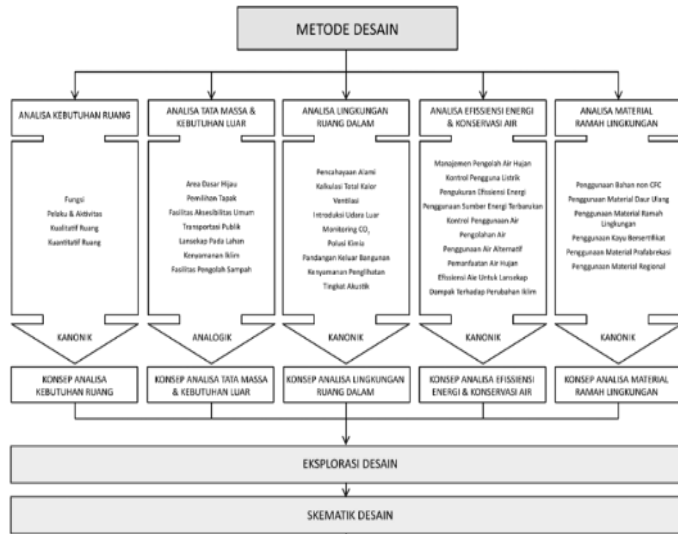 METODE DESAIN
ANALISA KEBUTUHAN RUANG
Fungsi
Pelaku & Aktivitas
Kualitatif Ruang
Kuantitatif Ruang
KANONIK
KONSEP ANALISA
KEBUTUHAN RUANG
ANALISA TATA MASSA &
KEBUTUHAN LUAR
Area Dasar Hijau
Pemilihan Tapak
Fasilitas Aksesibilitas Umum
Transportasi Publik
Lansekap Pada Lahan
Kenyamanan Iklim
Fasilitas Pengolah Sampah
ANALOGIK
KONSEP ANALISA TATA MASSA
& KEBUTUHAN LUAR
ANALISA LINGKUNGAN
RUANG DALAM
Pencahayaan Alami
Kalkulasi Total Kalor
Ventilasi
Introduksi Udara Luar
Monitoring CO₂
Polusi Kimia
Pandangan Keluar Bangunan
Kenyamanan Penglihatan
Tingkat Akustik
KANONIK
KONSEP ANALISA LINGKUNGAN
RUANG DALAM
ANALISA EFISSIENSI ENERGI
& KONSERVASI AIR
Manajemen Pengolah Air Hujan
Kontrol Pengguna Listrik
Pengukuran Efissiensi Energi
Penggunaan Sumber Energi Terbarukan
Kontrol Penggunaan Air
Pengolahan Air
Penggunaan Air Alternatif
Pemanfaatan Air Hujan
Efissiensi Air Untuk Lansekap
Dampak Terhadap Perubahan Iklim
KANONIK
KONSEP ANALISA EFISSIENSI
ENERGI & KONSERVASI AIR
ANALISA MATERIAL
RAMAH LINGKUNGAN
Penggunaan Bahan non CFC
Penggunaan Material Daur Ulang
Penggunaan Material Ramah
Lingkungan
Penggunaan Kayu Bersertifikat
Penggunaan Material Prafabrekasi
Penggunaan Material Regional
KANONIK
KONSEP ANALISA MATERIAL
RAMAH LINGKUNGAN
EKSPLORASI DESAIN
SKEMATIK DESAIN